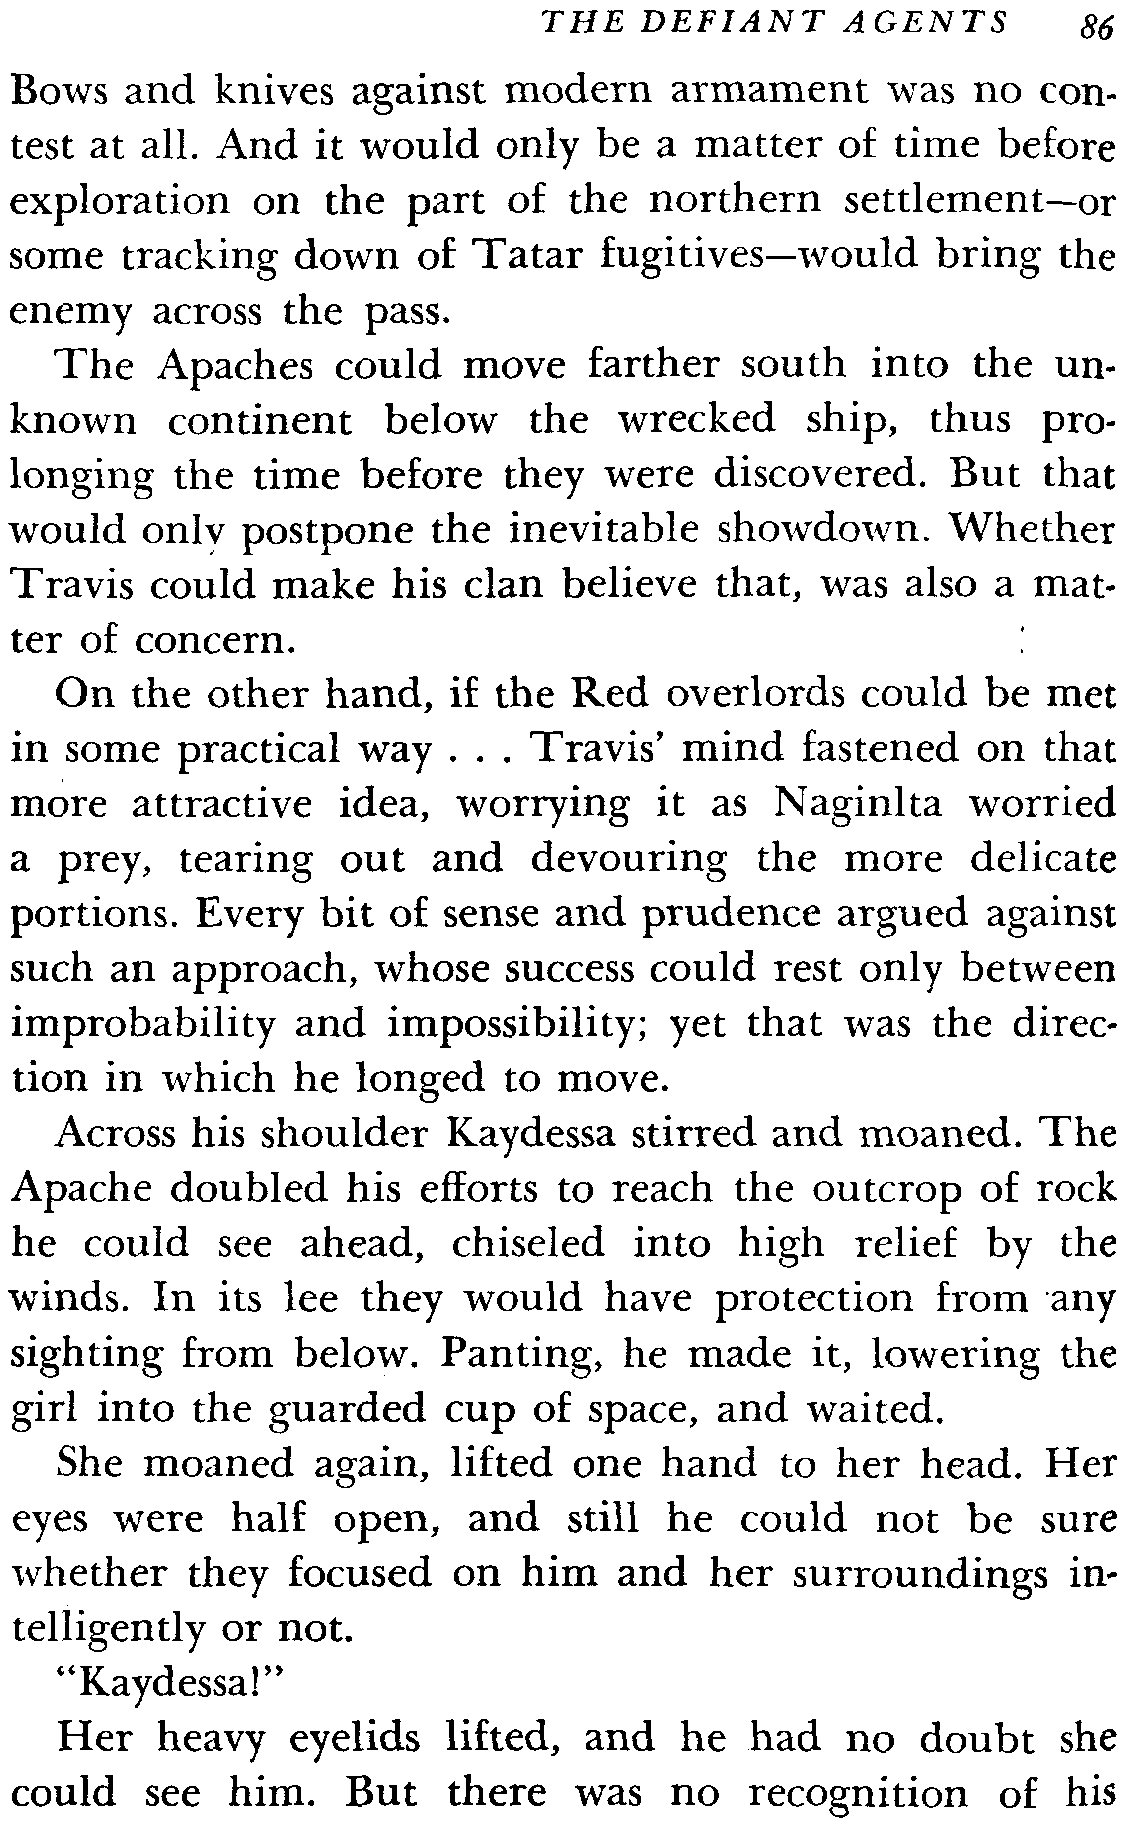 THE DEFIANT AGENTS 86
Bows and knives against modern armament was no con-
test at all. And it would only be a matter of time before
exploration on the part of the northern settlement—or
some tracking down of Tatar fugitives—would bring the
enemy across the pass.
The Apaches could move farther south into the un-
known continent below the wrecked ship, thus pro-
longing the time before they were discovered. But that
would only postpone the inevitable showdown. Whether
Travis could make his clan believe that, was also a mat-
ter of concern.
On the other hand, if the Red overlords could be met
in some practical way . . . Travis’ mind fastened on that
more attractive idea, worrying it as Naginlta worried
a prey, tearing out and devouring the more delicate
portions. Every bit of sense and prudence argued against
such an approach, whose success could rest only between
improbability and impossibility; yet that was the direc-
tion in which he longed to move.
Across his shoulder Kaydessa stirred and moaned. The
Apache doubled his efforts to reach the outcrop of rock
he could see ahead, chiseled into high relief by the
winds. In its lee they would have protection from any
sighting from below. Panting, he made it, lowering the
girl into the guarded cup of space, and waited.
She moaned again, lifted one hand to her head. Her
eyes were half open, and still he could not be sure
whether they focused on him and her surroundings in-
telligently or not.
“Kaydessa!”
Her heavy eyelids lifted, and he had no doubt she
could see him. But there was no recognition of his